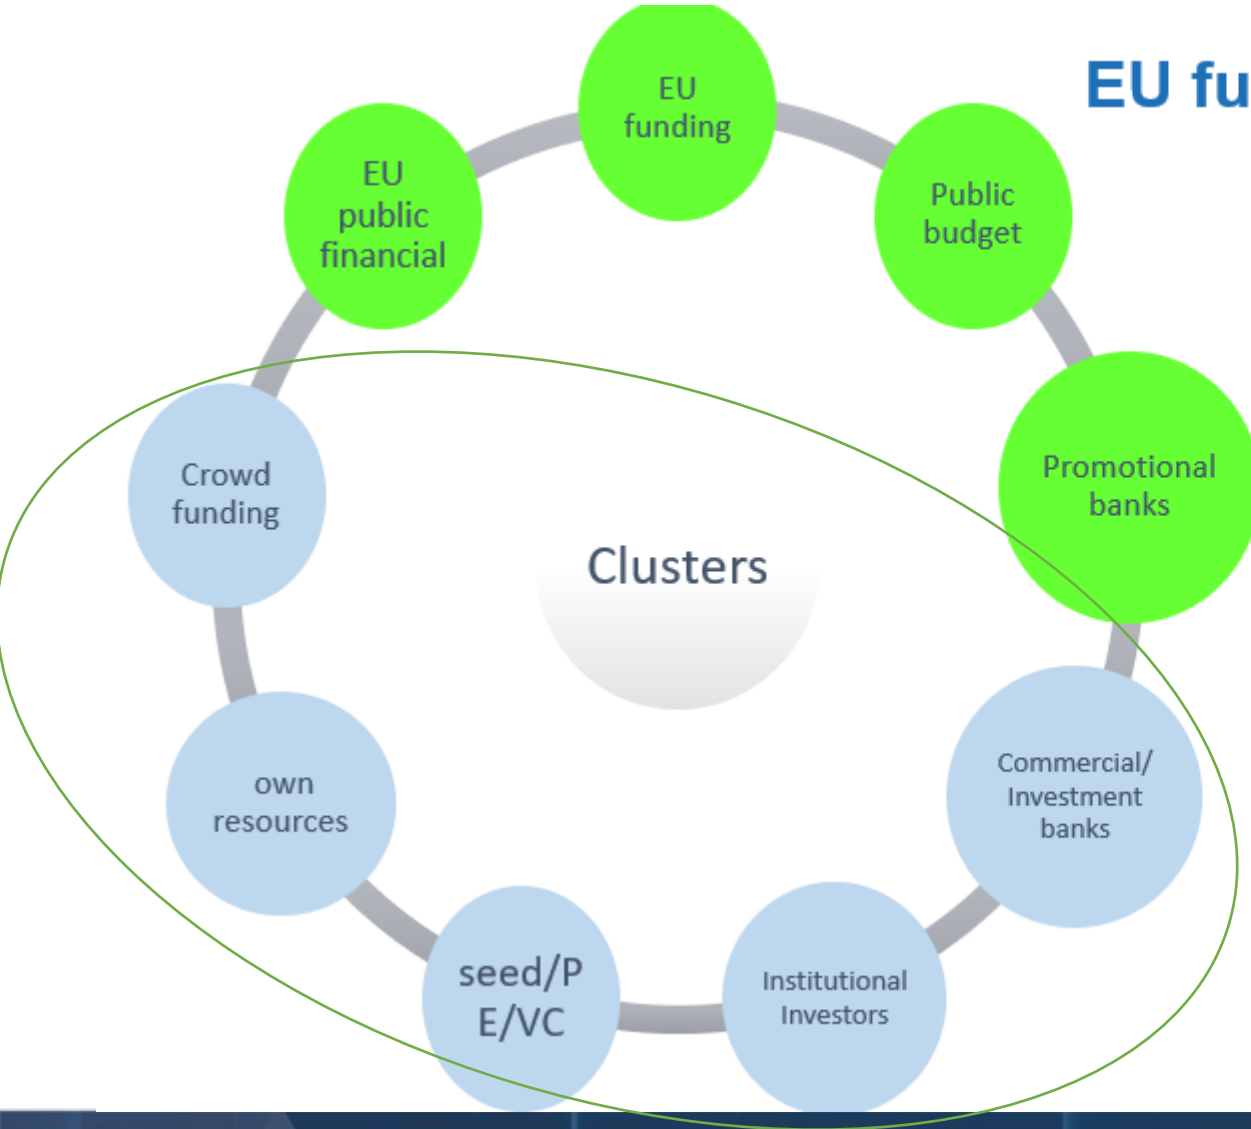 EU fu
EU
funding
EU
public
financial
Public
budget
Promotional
banks
Crowd
funding
Clusters
own
resources
Commercial/
Investment
banks
seed/P
E/VC
Institutional
Investors